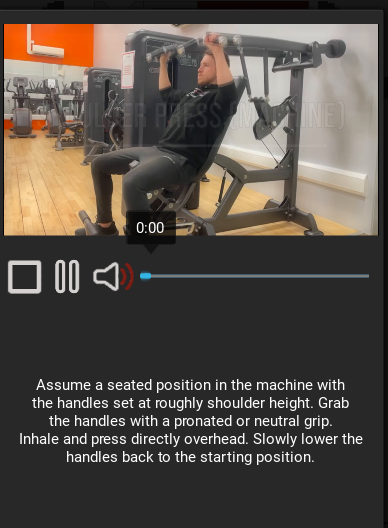 SHOULDER PRESS (MACHINE)
0:00
Assume a seated position in the machine with
the handles set at roughly shoulder height. Grab
the handles with a pronated or neutral grip.
Inhale and press directly overhead. Slowly lower the
handles back to the starting position.